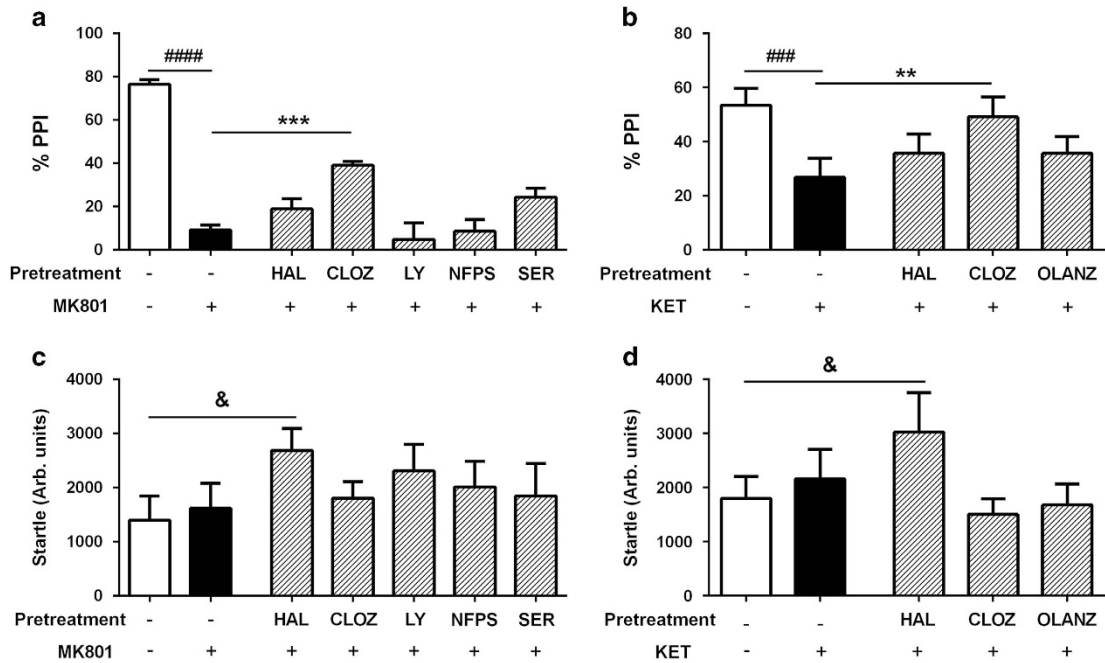 a
% PPI
100
80
60
40
20
0
####
***
Pretreatment - - HAL CLOZ LY NFPS SER
MK801 - + + + + + +
b
% PPI
80
60
40
20
0
###
**
Pretreatment - - HAL CLOZ OLANZ
KET - + + + +
c
Startle (Arb. units)
4000
3000
2000
1000
0
&
Pretreatment - - HAL CLOZ LY NFPS SER
MK801 - + + + + + +
d
Startle (Arb. units)
4000
3000
2000
1000
0
&
Pretreatment - - HAL CLOZ OLANZ
KET - + + + +